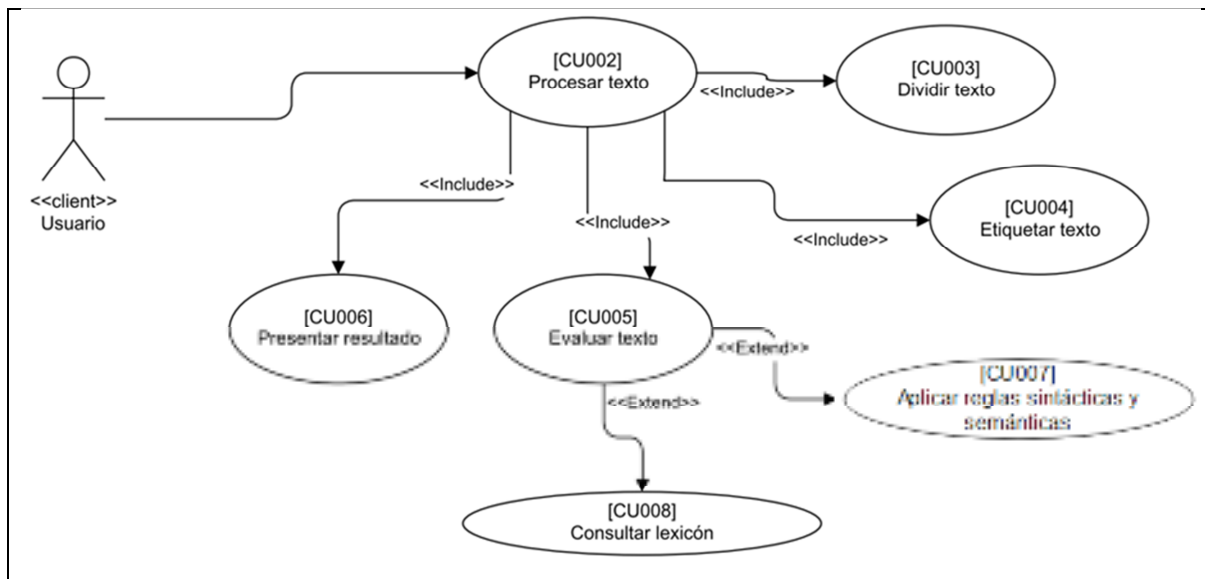 [CU002]
Procesar texto
<<Include>>
[CU003]
Dividir texto
<<client>>
Usuario
<<Include>>
<<Include>>
<<Include>>
[CU004]
Etiquetar texto
[CU006]
Presentar resultado
[CU005]
Evaluar texto
<<Extend>>
[CU007]
Aplicar reglas sintácticas y
semánticas
<<Extend>>
[CU008]
Consultar lexicón